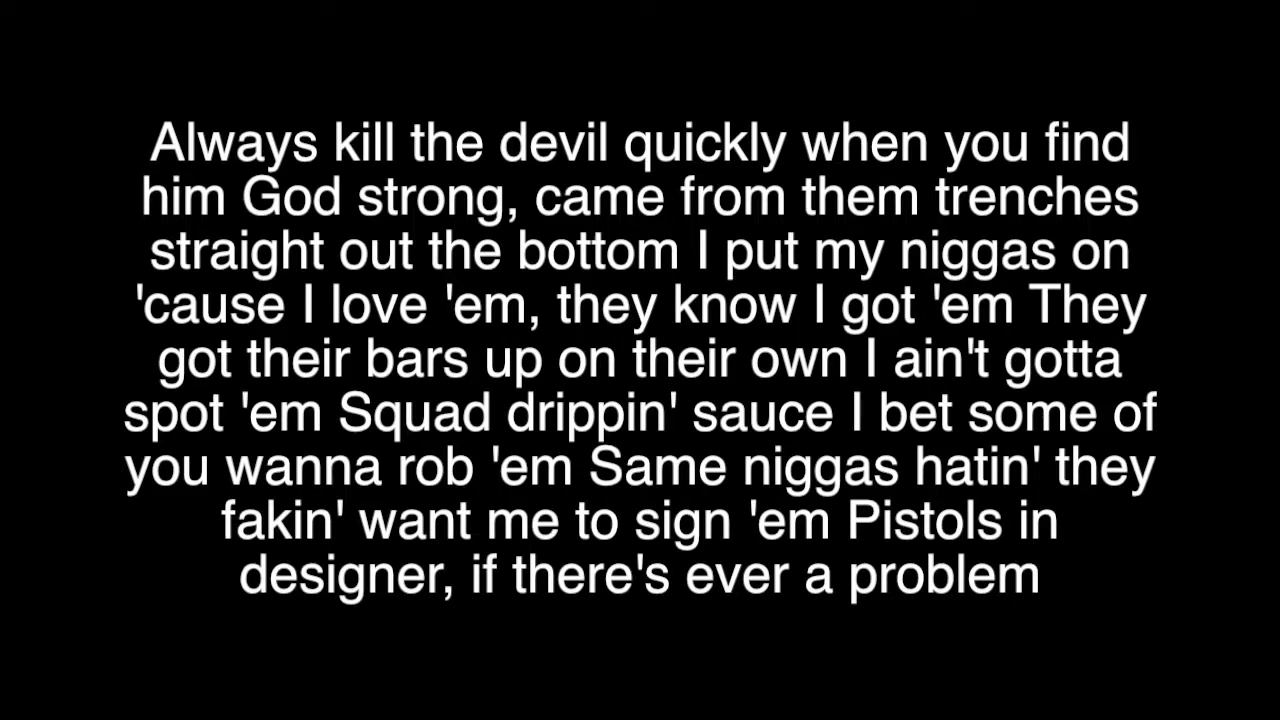 Always kill the devil quickly when you find
him God strong, came from them trenches
straight out the bottom I put my niggas on
'cause I love 'em, they know I got 'em They
got their bars up on their own I ain't gotta
spot 'em Squad drippin' sauce I bet some of
you wanna rob 'em Same niggas hatin' they
fakin' want me to sign 'em Pistols in
designer, if there's ever a problem